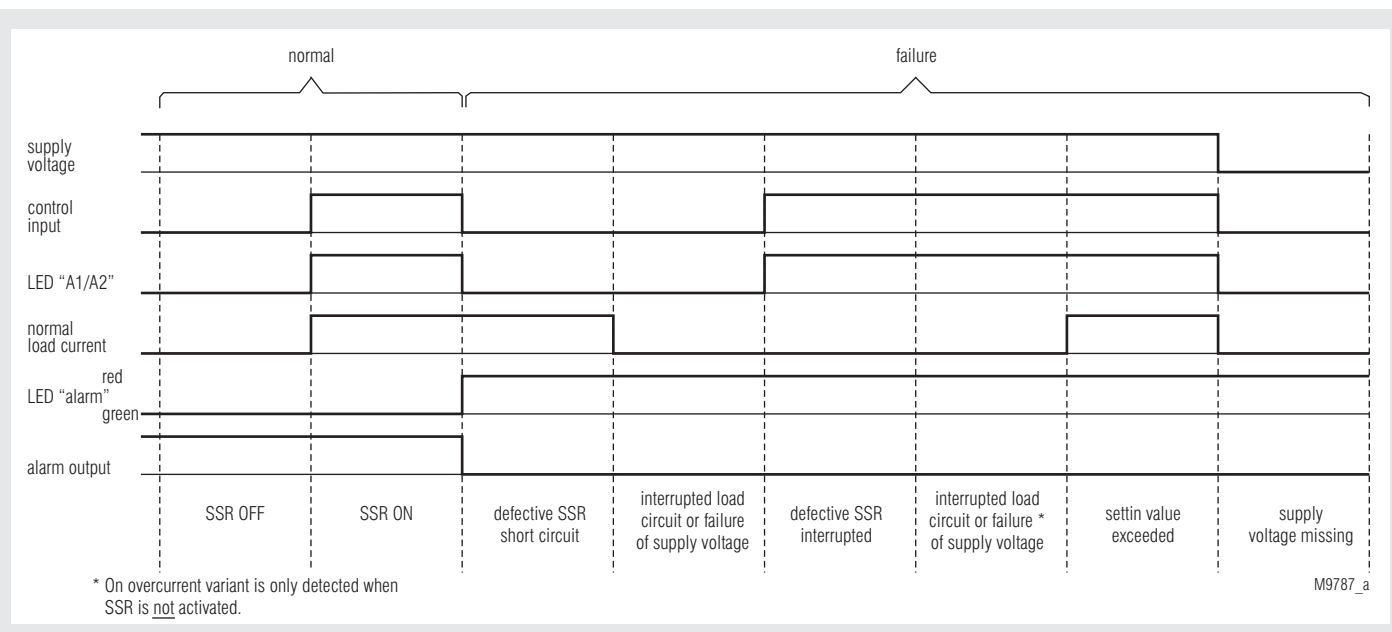 normal
failure
supply
voltage
control
input
LED “A1/A2”
normal
load current
red
LED “alarm”
green
alarm output
SSR OFF
SSR ON
defective SSR
short circuit
interrupted load
circuit or failure
of supply voltage
defective SSR
interrupted
interrupted load
circuit or failure *
of supply voltage
settin value
exceeded
supply
voltage missing
* On overcurrent variant is only detected when
SSR is not activated.
M9787_a